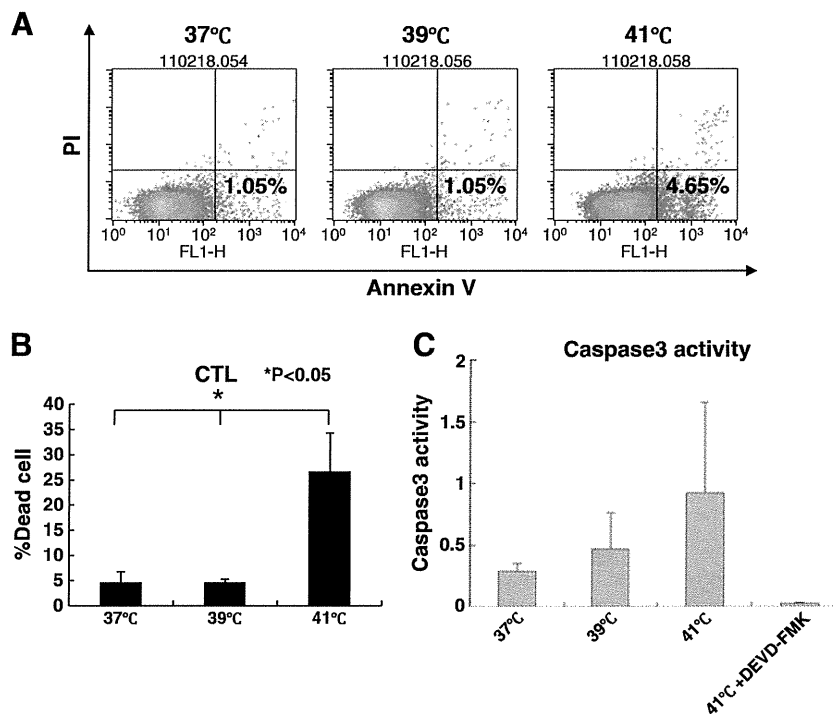 A
37°C 39°C 41°C
110218.054 110218.056 110218.058
PI
1.05% 1.05% 4.65%
10⁰ 10¹ 10² 10³ 10⁴ 10⁰ 10¹ 10² 10³ 10⁴ 10⁰ 10¹ 10² 10³ 10⁴
FL1-H FL1-H FL1-H
Annexin V
B
CTL *P<0.05
*
%Dead cell
40
35
30
25
20
15
10
5
0
37°C 39°C 41°C
C
Caspase3 activity
Caspase3 activity
2
1.5
1
0.5
0
37°C 39°C 41°C 41°C +DEVD-FMK